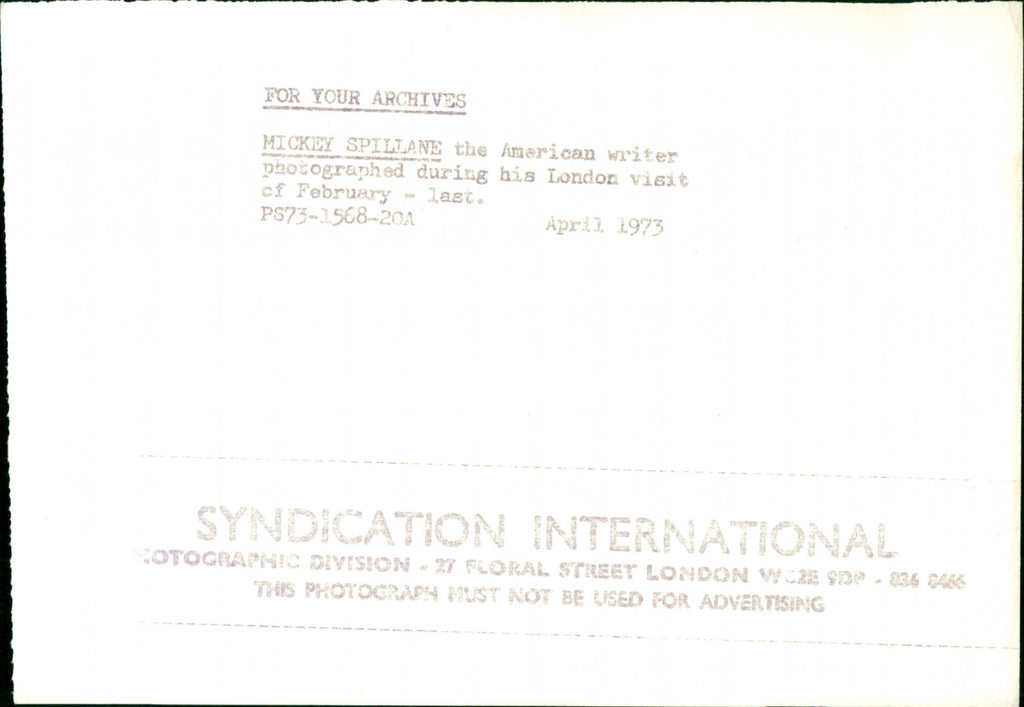 FOR YOUR ARCHIVES
MICKEY SPILLANE the American writer
photographed during his London visit
of February - last.
PS73-1568-20A April 1973
SYNDICATION INTERNATIONAL
HOTOGRAPHIC DIVISION - 27 FLORAL STREET LONDON WC2E 9DP - 836 8466
THIS PHOTOGRAPH MUST NOT BE USED FOR ADVERTISING